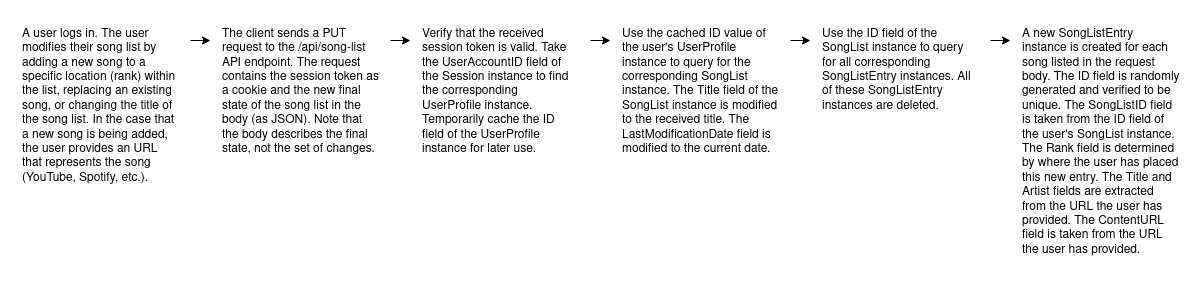 A user logs in. The user
modifies their song list by
adding a new song to a
specific location (rank) within
the list, replacing an existing
song, or changing the title of
the song list. In the case that
a new song is being added,
the user provides an URL
that represents the song
(YouTube, Spotify, etc.).
The client sends a PUT
request to the /api/song-list
API endpoint. The request
contains the session token as
a cookie and the new final
state of the song list in the
body (as JSON). Note that
the body describes the final
state, not the set of changes.
Verify that the received
session token is valid. Take
the UserAccountID field of
the Session instance to find
the corresponding
UserProfile instance.
Temporarily cache the ID
field of the UserProfile
instance for later use.
Use the cached ID value of
the user's UserProfile
instance to query for the
corresponding SongList
instance. The Title field of the
SongList instance is modified
to the received title. The
LastModificationDate field is
modified to the current date.
Use the ID field of the
SongList instance to query
for all corresponding
SongListEntry instances. All
of these SongListEntry
instances are deleted.
A new SongListEntry
instance is created for each
song listed in the request
body. The ID field is randomly
generated and verified to be
unique. The SongListID field
is taken from the ID field of
the user's SongList instance.
The Rank field is determined
by where the user has placed
this new entry. The Title and
Artist fields are extracted
from the URL the user has
provided. The ContentURL
field is taken from the URL
the user has provided.